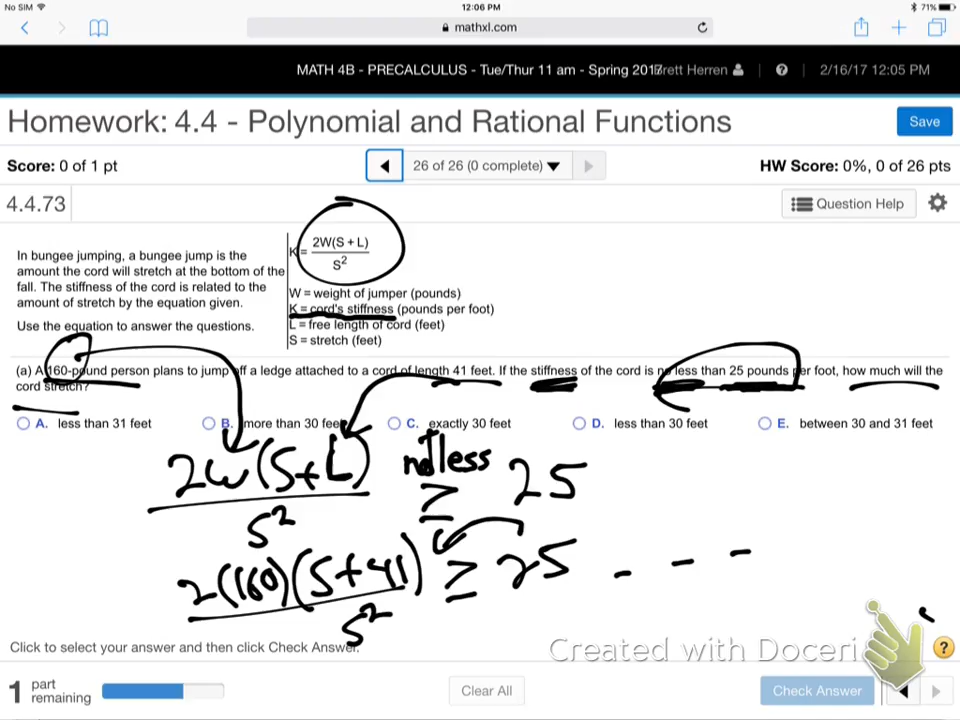 No SIM 12:06 PM 71%
mathxl.com
MATH 4B - PRECALCULUS - Tue/Thur 11 am - Spring 2017 Brett Herren ? 2/16/17 12:05 PM
Homework: 4.4 - Polynomial and Rational Functions Save
Score: 0 of 1 pt 26 of 26 (0 complete) HW Score: 0%, 0 of 26 pts
4.4.73 Question Help
In bungee jumping, a bungee jump is the
amount the cord will stretch at the bottom of the
fall. The stiffness of the cord is related to the
amount of stretch by the equation given.
Use the equation to answer the questions.
K = 2W(S + L)
S²
W = weight of jumper (pounds)
K = cord's stiffness (pounds per foot)
L = free length of cord (feet)
S = stretch (feet)
(a) A 160-pound person plans to jump off a ledge attached to a cord of length 41 feet. If the stiffness of the cord is no less than 25 pounds per foot, how much will the
cord stretch?
A. less than 31 feet B. more than 30 feet C. exactly 30 feet D. less than 30 feet E. between 30 and 31 feet
2W(S+L) not less
≥ 25
S²
2(160)(S+41) ≥ 25 - - -
S²
Click to select your answer and then click Check Answer.
Created with Doceri
?
1 part
remaining
Clear All Check Answer